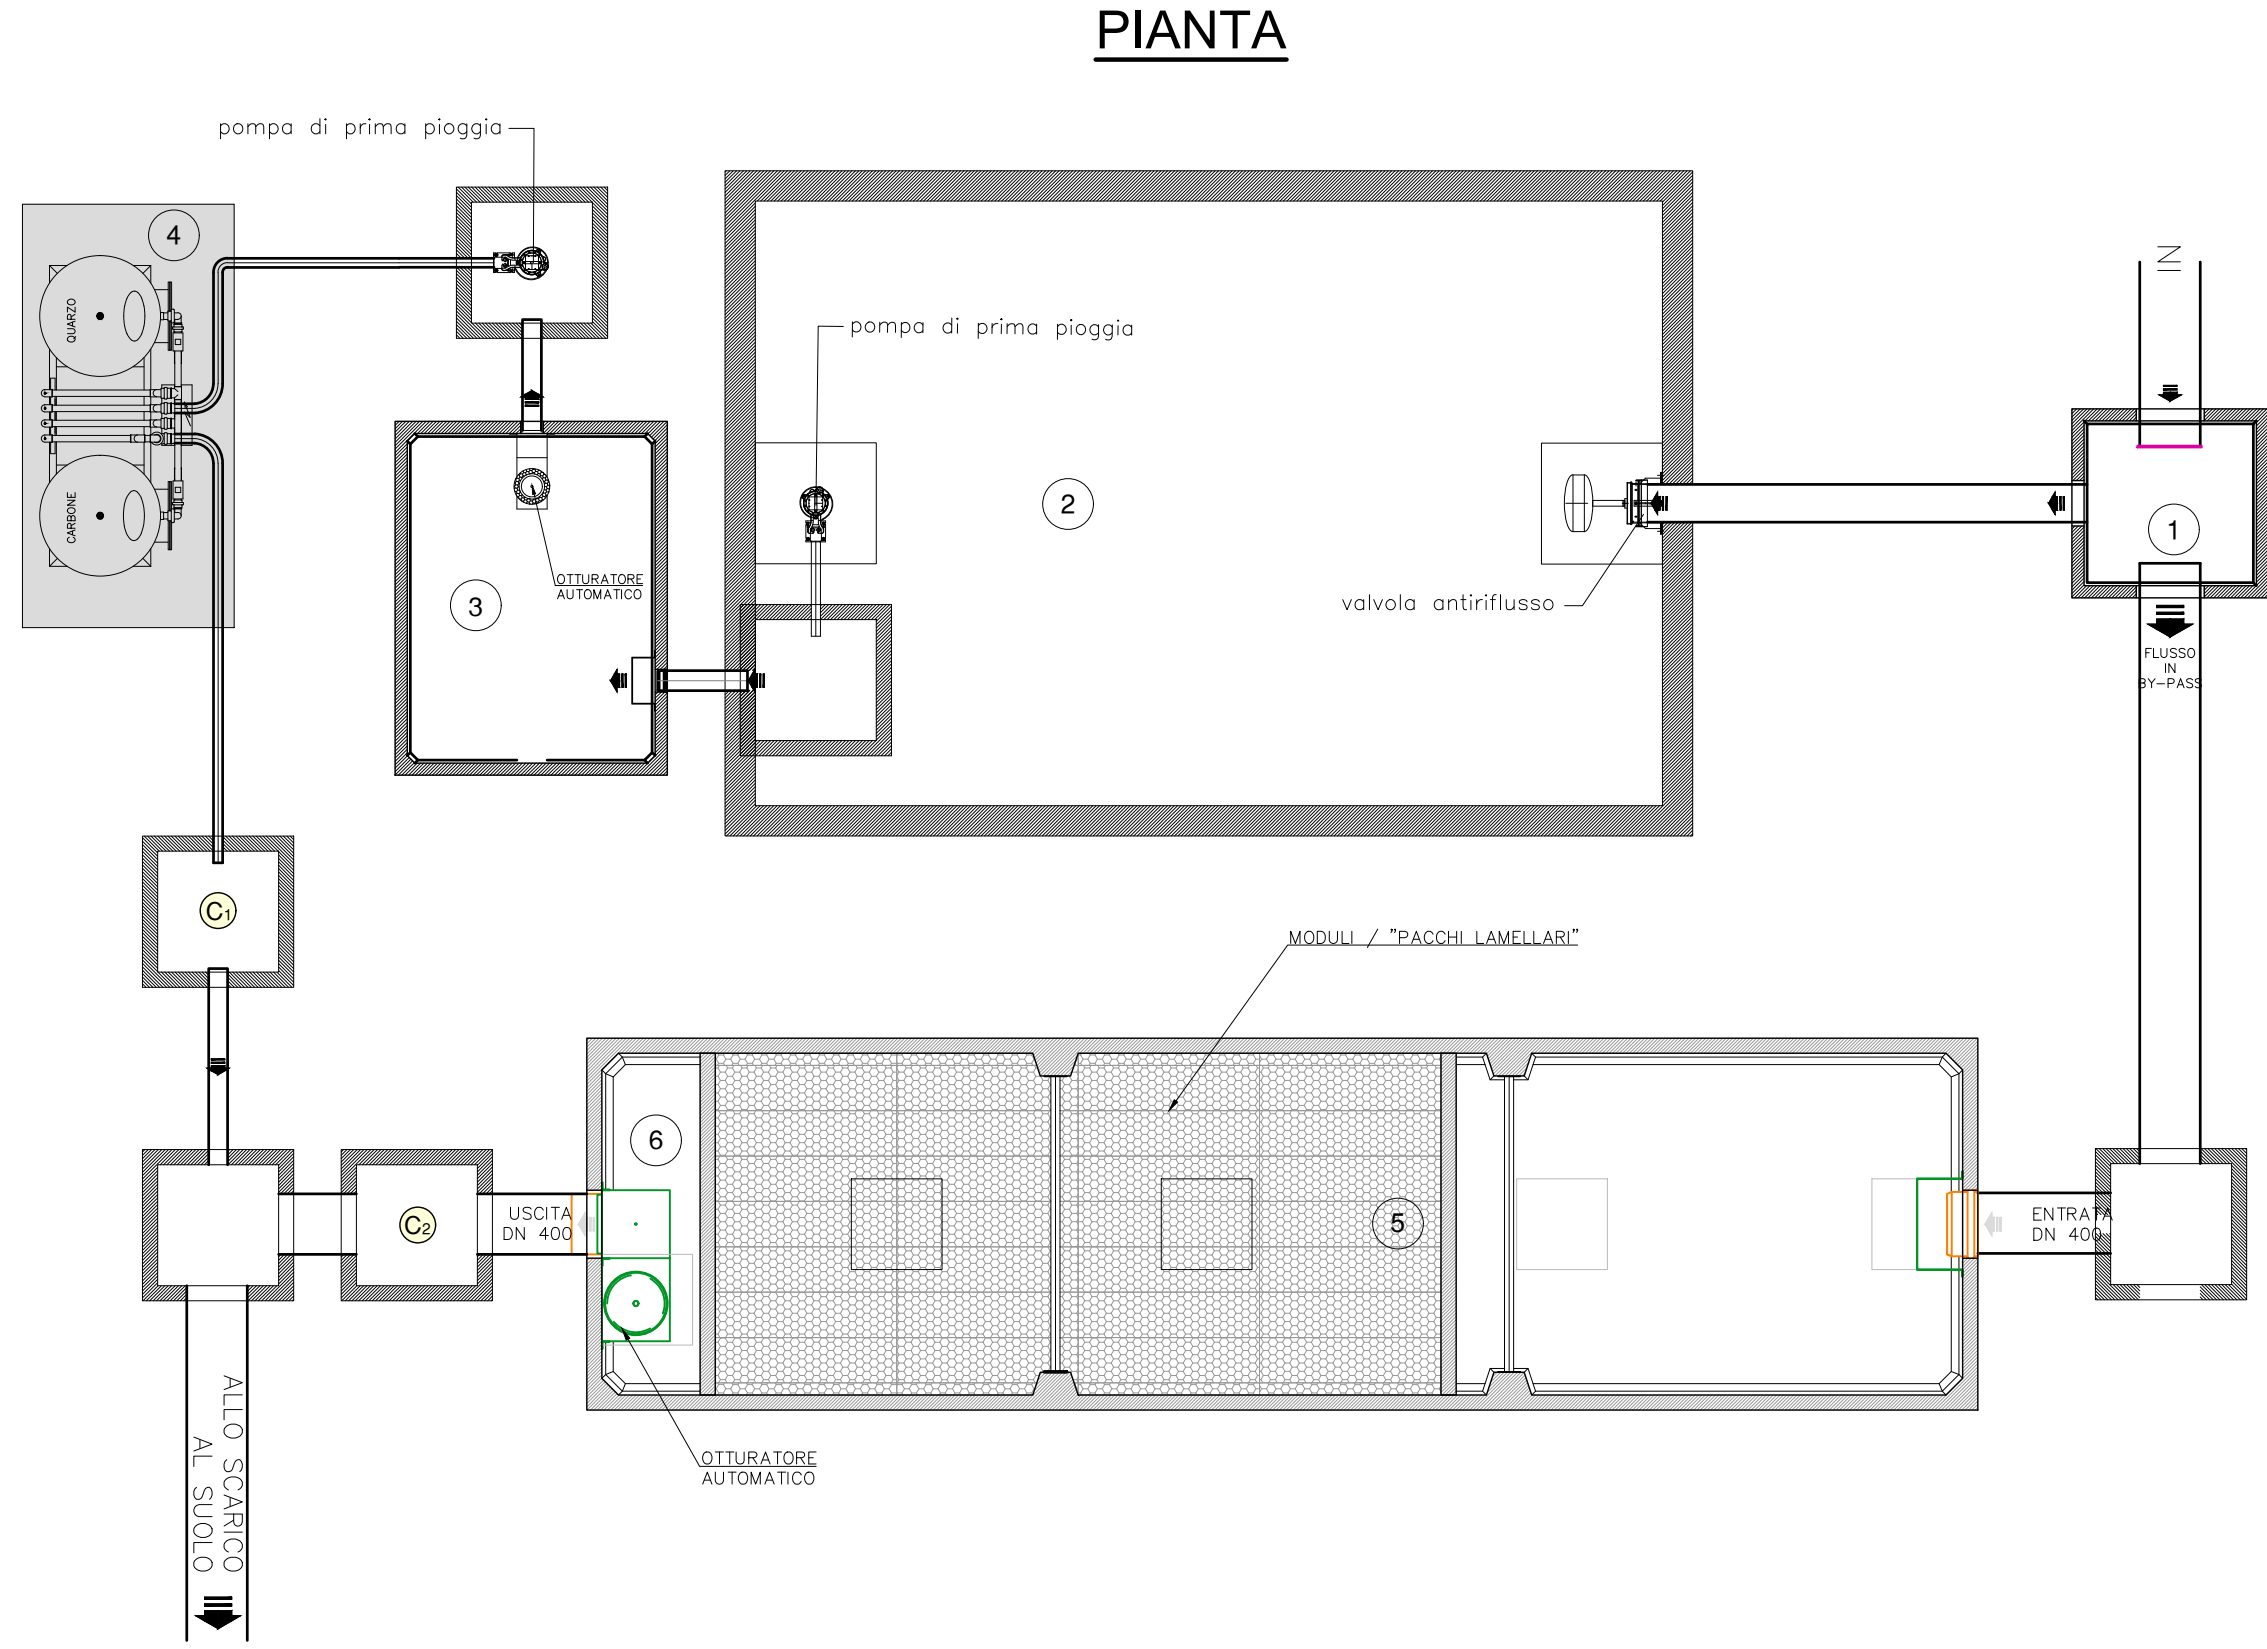 PIANTA
pompa di prima pioggia
4
QUARZO
CARBONE
pompa di prima pioggia
2
IN
1
valvola antiriflusso
OTTURATORE
AUTOMATICO
3
FLUSSO
IN
BY-PASS
C1
MODULI / "PACCHI LAMELLARI"
6
5
C2
USCITA
DN 400
ENTRATA
DN 400
OTTURATORE
AUTOMATICO
ALLO SCARICO
AL SUOLO